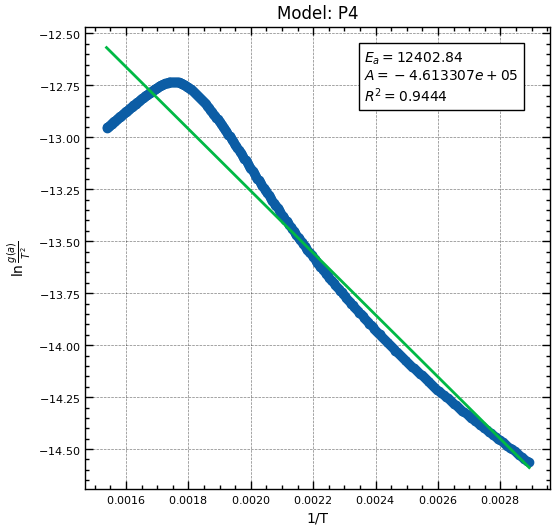 Model: P4
E_a = 12402.84
A = −4.613307e + 05
R² = 0.9444
ln g(a)/T²
−12.50
−12.75
−13.00
−13.25
−13.50
−13.75
−14.00
−14.25
−14.50
0.0016 0.0018 0.0020 0.0022 0.0024 0.0026 0.0028
1/T